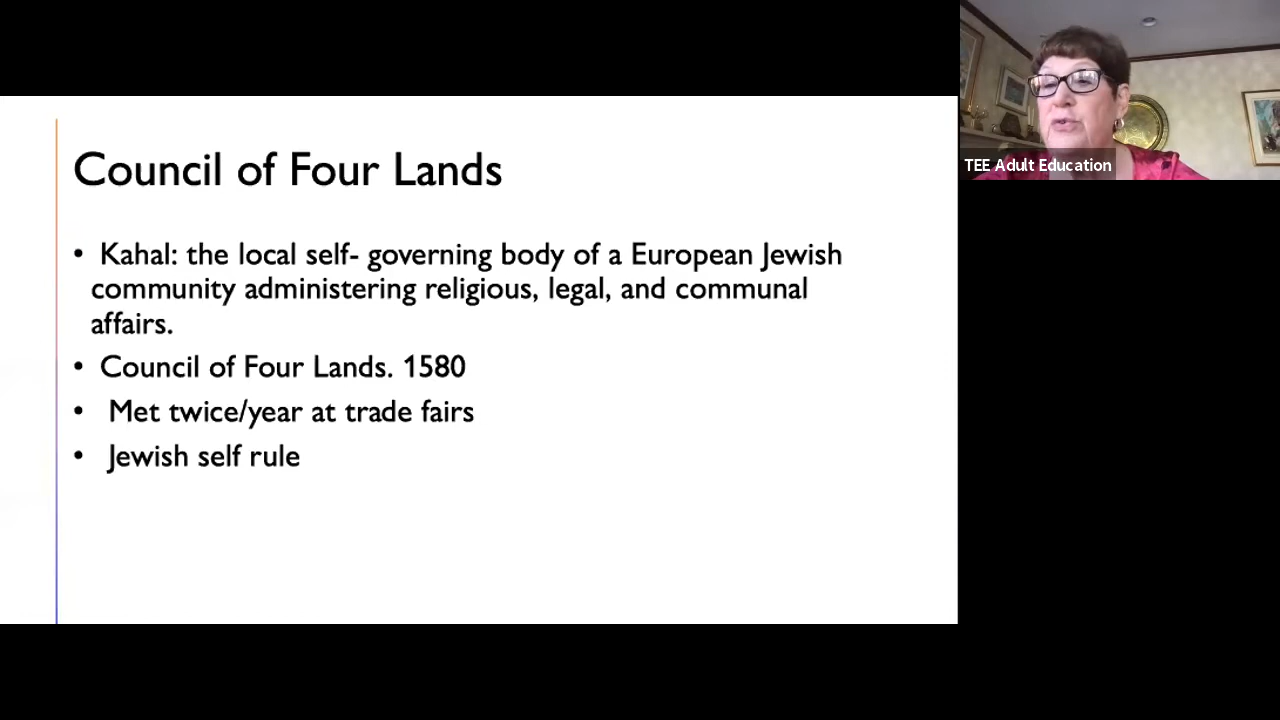 Council of Four Lands
• Kahal: the local self- governing body of a European Jewish
community administering religious, legal, and communal
affairs.
• Council of Four Lands. 1580
• Met twice/year at trade fairs
• Jewish self rule
TEE Adult Education